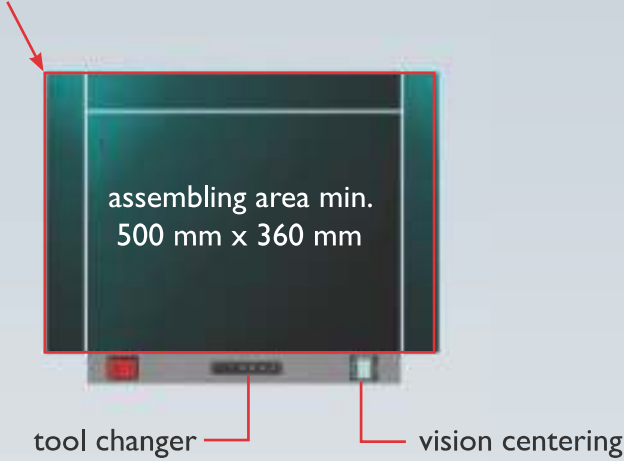 assembling area min.
500 mm x 360 mm
tool changer
vision centering